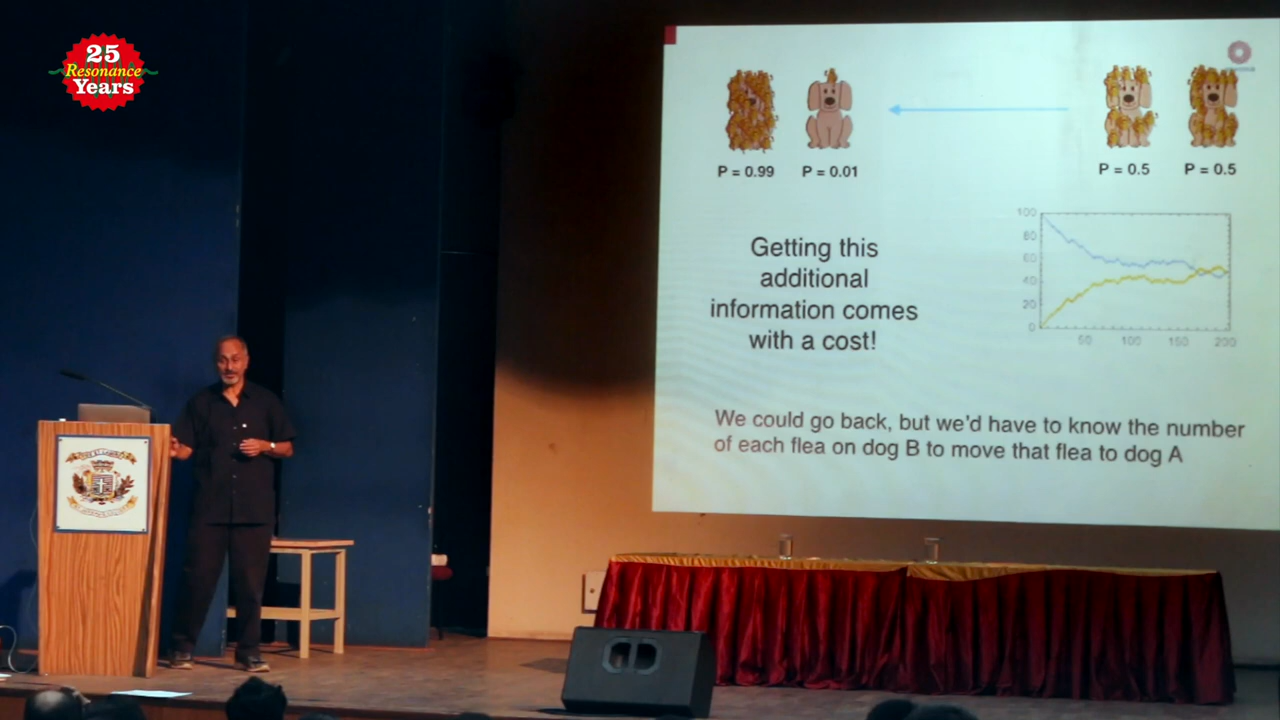 25
Resonance
Years
P = 0.99
P = 0.01
P = 0.5
P = 0.5
Getting this
additional
information comes
with a cost!
100
80
60
40
20
0
50
100
150
200
We could go back, but we'd have to know the number
of each flea on dog B to move that flea to dog A